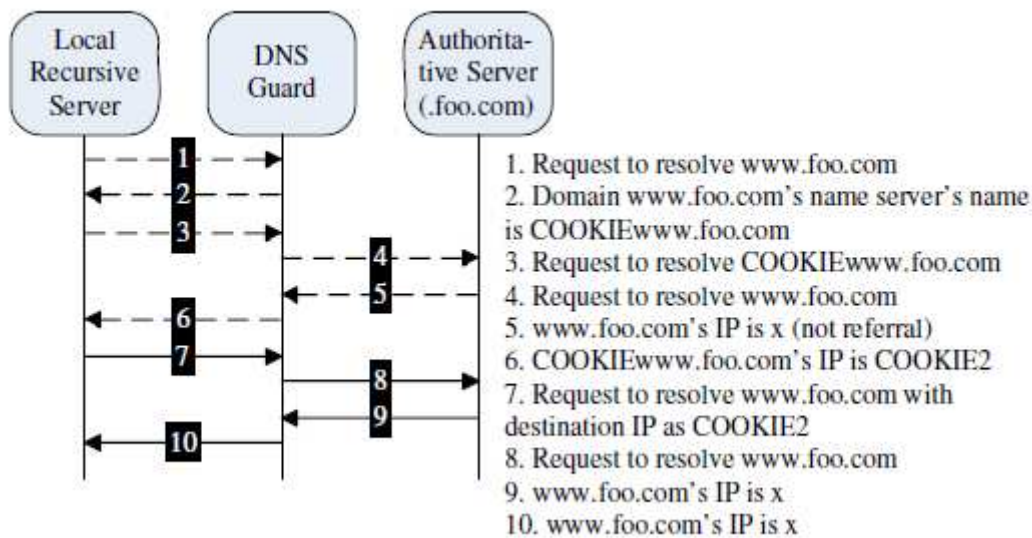 Local
Recursive
Server
DNS
Guard
Authorita-
tive Server
(.foo.com)
1
2
3
4
5
6
7
8
9
10
1. Request to resolve www.foo.com
2. Domain www.foo.com's name server's name
is COOKIEwww.foo.com
3. Request to resolve COOKIEwww.foo.com
4. Request to resolve www.foo.com
5. www.foo.com's IP is x (not referral)
6. COOKIEwww.foo.com's IP is COOKIE2
7. Request to resolve www.foo.com with
destination IP as COOKIE2
8. Request to resolve www.foo.com
9. www.foo.com's IP is x
10. www.foo.com's IP is x